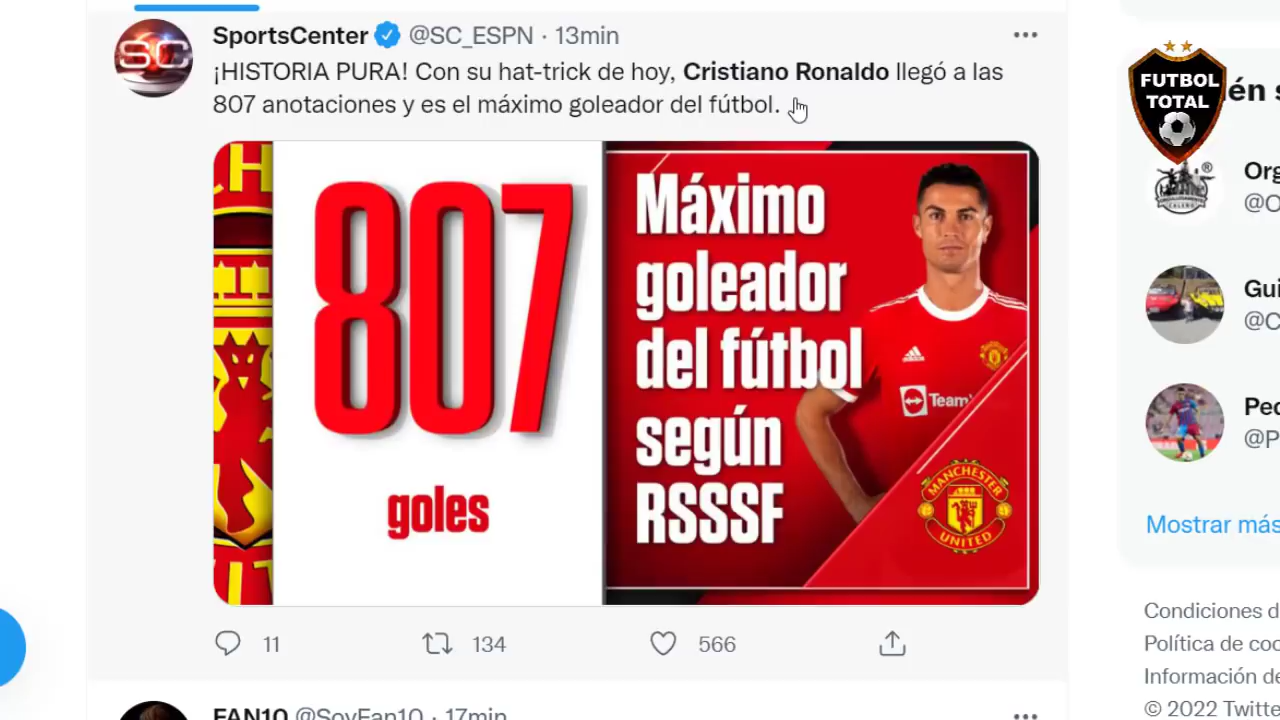 SportsCenter @SC_ESPN · 13min
¡HISTORIA PURA! Con su hat-trick de hoy, Cristiano Ronaldo llegó a las
807 anotaciones y es el máximo goleador del fútbol.
SC
807
goles
Máximo
goleador
del fútbol
según
RSSSF
Team
MANCHESTER
UNITED
11 134 566
FAN10 @SoyFan10 · 17min
FUTBOL
TOTAL
én s
Org
@O
Gui
@C
Ped
@P
Mostrar más
Condiciones d
Política de coo
Información de
© 2022 Twitte